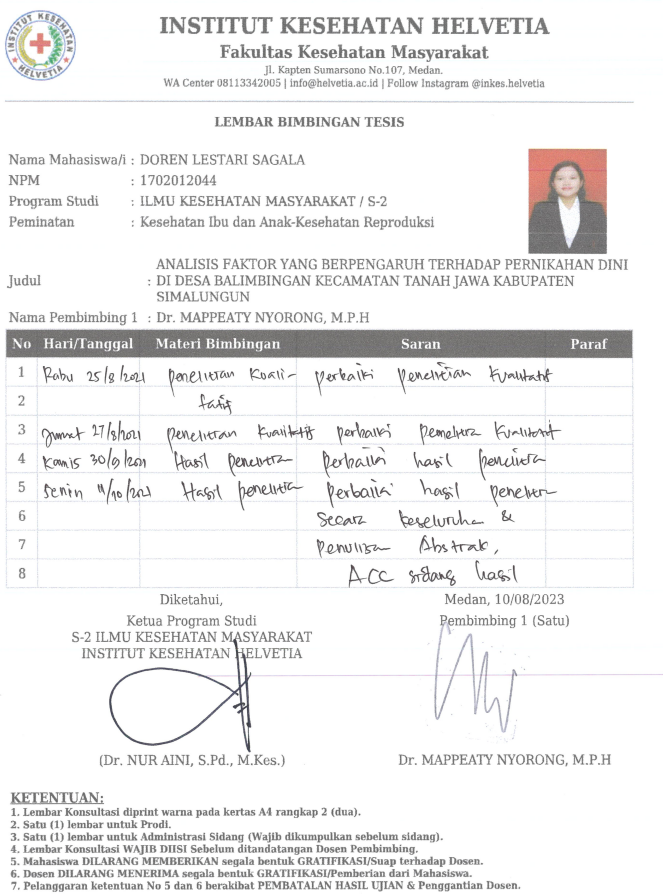 INSTITUT KESEHATAN HELVETIA
INSTITUT KESEHATAN HELVETIA
Fakultas Kesehatan Masyarakat
Jl. Kapten Sumarsono No.107, Medan.
WA Center 08113342005 | info@helvetia.ac.id | Follow Instagram @inkes.helvetia
LEMBAR BIMBINGAN TESIS
Nama Mahasiswa/i : DOREN LESTARI SAGALA
NPM : 1702012044
Program Studi : ILMU KESEHATAN MASYARAKAT / S-2
Peminatan : Kesehatan Ibu dan Anak-Kesehatan Reproduksi
ANALISIS FAKTOR YANG BERPENGARUH TERHADAP PERNIKAHAN DINI
Judul : DI DESA BALIMBINGAN KECAMATAN TANAH JAWA KABUPATEN
SIMALUNGUN
Nama Pembimbing 1 : Dr. MAPPEATY NYORONG, M.P.H
No Hari/Tanggal Materi Bimbingan Saran Paraf
1 Rabu 25/8/2021 penelitian Kuali- perbaiki penelitian kualitatif
2 tatif
3 Jumat 27/8/2021 penelitian kualitatif perbaiki penelitian kualitatif
4 Kamis 30/9/2021 Hasil penelitia perbaiki hasil penelitia
5 Senin 11/10/2021 Hasil penelitia perbaiki hasil penelitia
6 Secara keseluruha &
7 penulisa Abstrak,
8 ACC sidang hasil
Diketahui, Medan, 10/08/2023
Ketua Program Studi Pembimbing 1 (Satu)
S-2 ILMU KESEHATAN MASYARAKAT
INSTITUT KESEHATAN HELVETIA
(Dr. NUR AINI, S.Pd., M.Kes.) Dr. MAPPEATY NYORONG, M.P.H
KETENTUAN:
1. Lembar Konsultasi diprint warna pada kertas A4 rangkap 2 (dua).
2. Satu (1) lembar untuk Prodi.
3. Satu (1) lembar untuk Administrasi Sidang (Wajib dikumpulkan sebelum sidang).
4. Lembar Konsultasi WAJIB DIISI Sebelum ditandatangan Dosen Pembimbing.
5. Mahasiswa DILARANG MEMBERIKAN segala bentuk GRATIFIKASI/Suap terhadap Dosen.
6. Dosen DILARANG MENERIMA segala bentuk GRATIFIKASI/Pemberian dari Mahasiswa.
7. Pelanggaran ketentuan No 5 dan 6 berakibat PEMBATALAN HASIL UJIAN & Penggantian Dosen.